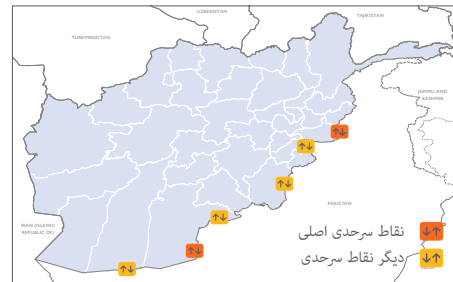 UZBEKISTAN
TAJIKISTAN
TURKMENISTAN
JAMMU AND
KASHMIR
PAKISTAN
IRAN (ISLAMIC
REPUBLIC OF)
نقاط سرحدی اصلی
دیگر نقاط سرحدی